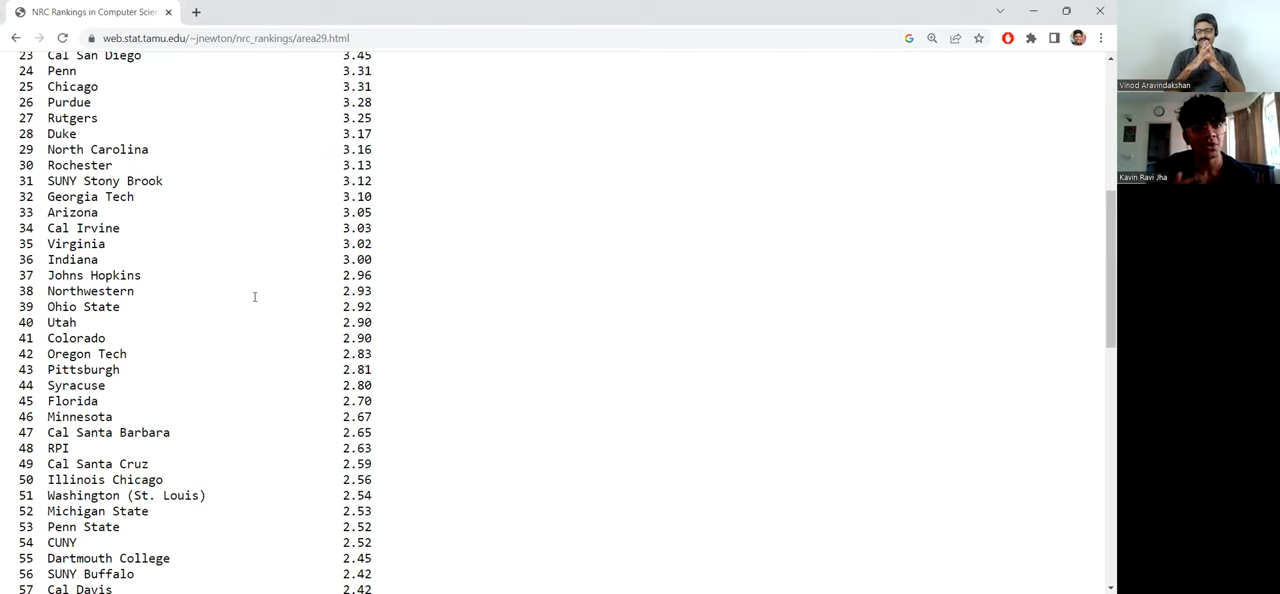 NRC Rankings in Computer Scien
web.stat.tamu.edu/~jnewton/nrc_rankings/area29.html
23 Cal San Diego 3.45
24 Penn 3.31
25 Chicago 3.31
26 Purdue 3.28
27 Rutgers 3.25
28 Duke 3.17
29 North Carolina 3.16
30 Rochester 3.13
31 SUNY Stony Brook 3.12
32 Georgia Tech 3.10
33 Arizona 3.05
34 Cal Irvine 3.03
35 Virginia 3.02
36 Indiana 3.00
37 Johns Hopkins 2.96
38 Northwestern 2.93
39 Ohio State 2.92
40 Utah 2.90
41 Colorado 2.90
42 Oregon Tech 2.83
43 Pittsburgh 2.81
44 Syracuse 2.80
45 Florida 2.70
46 Minnesota 2.67
47 Cal Santa Barbara 2.65
48 RPI 2.63
49 Cal Santa Cruz 2.59
50 Illinois Chicago 2.56
51 Washington (St. Louis) 2.54
52 Michigan State 2.53
53 Penn State 2.52
54 CUNY 2.52
55 Dartmouth College 2.45
56 SUNY Buffalo 2.42
57 Cal Davis 2.42
Vinod Aravindakshan
Kavin Ravi Jha